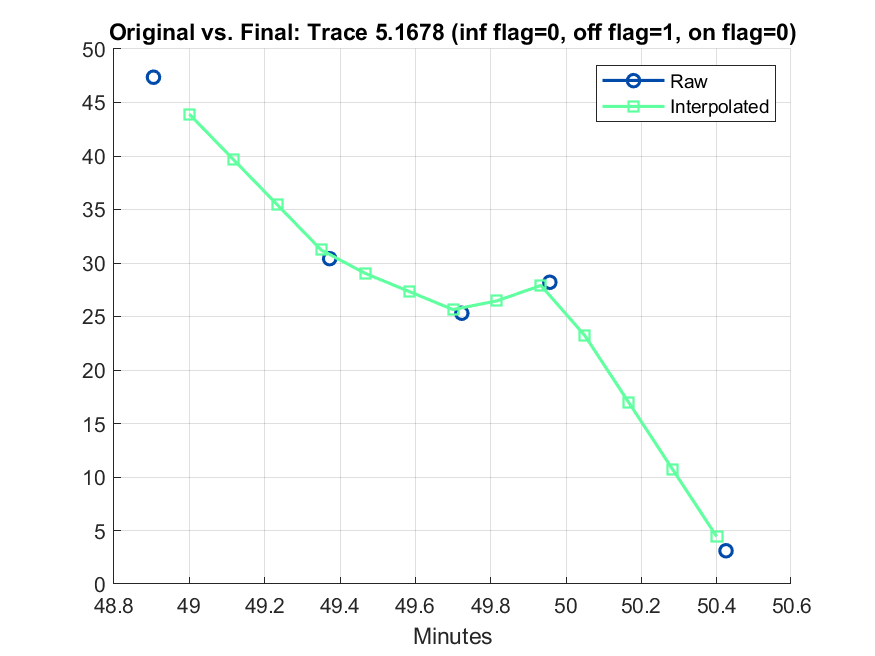 Original vs. Final: Trace 5.1678 (inf flag=0, off flag=1, on flag=0)
50
45
40
35
30
25
20
15
10
5
0
Raw
Interpolated
48.8 49 49.2 49.4 49.6 49.8 50 50.2 50.4 50.6
Minutes